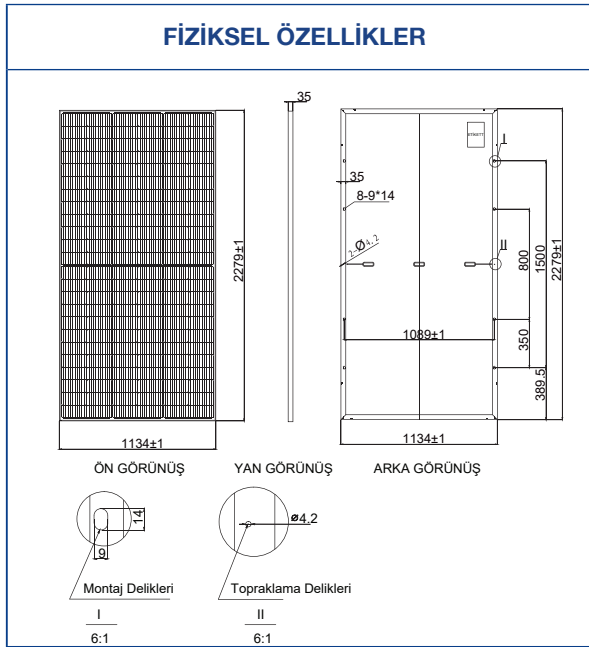 FİZİKSEL ÖZELLİKLER
35
2279±1
1134±1
ÖN GÖRÜNÜŞ
YAN GÖRÜNÜŞ
I
35
8-9*14
2-Ø4,2
II
800
1500
2279±1
1089±1
350
389,5
1134±1
ARKA GÖRÜNÜŞ
14
9
Montaj Delikleri
I
6:1
ø4,2
Topraklama Delikleri
II
6:1